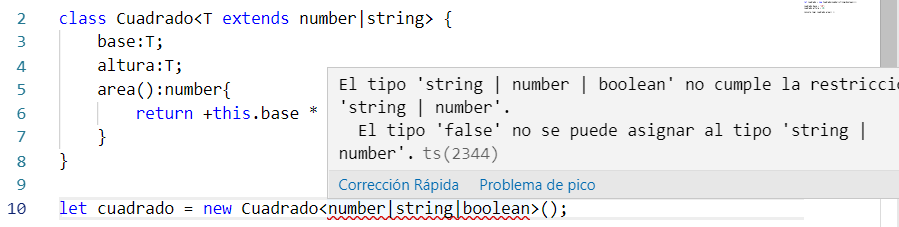 2 class Cuadrado<T extends number|string> {
3 base:T;
4 altura:T;
5 area():number{
6 return +this.base *
7 }
8 }
9
10 let cuadrado = new Cuadrado<number|string|boolean>();
El tipo 'string | number | boolean' no cumple la restricció
'string | number'.
El tipo 'false' no se puede asignar al tipo 'string |
number'. ts(2344)
Corrección Rápida Problema de pico